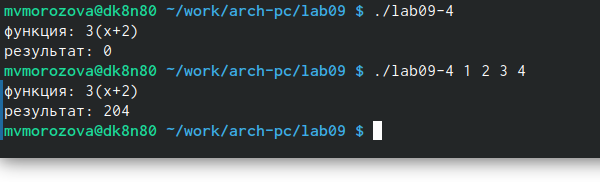 mvmorozova@dk8n80 ~/work/arch-pc/lab09 $ ./lab09-4
функция: 3(x+2)
результат: 0
mvmorozova@dk8n80 ~/work/arch-pc/lab09 $ ./lab09-4 1 2 3 4
функция: 3(x+2)
результат: 204
mvmorozova@dk8n80 ~/work/arch-pc/lab09 $